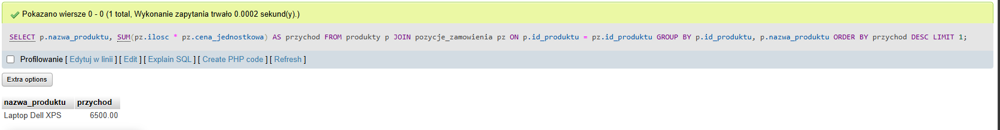 Pokazano wiersze 0 - 0 (1 total, Wykonanie zapytania trwało 0.0002 sekund(y).)
SELECT p.nazwa_produktu, SUM(pz.ilosc * pz.cena_jednostkowa) AS przychod FROM produkty p JOIN pozycje_zamowienia pz ON p.id_produktu = pz.id_produktu GROUP BY p.id_produktu, p.nazwa_produktu ORDER BY przychod DESC LIMIT 1;
Profilowanie [ Edytuj w linii ] [ Edit ] [ Explain SQL ] [ Create PHP code ] [ Refresh ]
Extra options
nazwa_produktu przychod
Laptop Dell XPS 6500.00